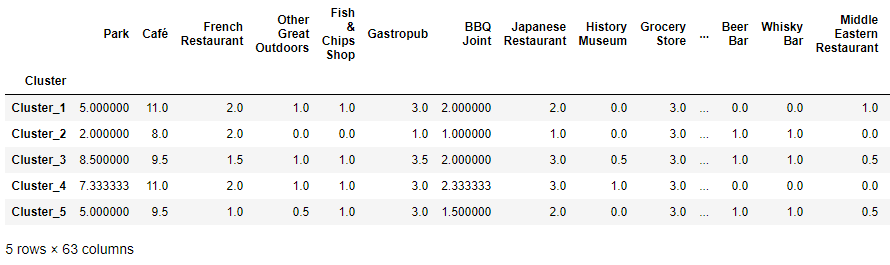 Park Café French Restaurant Other Great Outdoors Fish & Chips Shop Gastropub BBQ Joint Japanese Restaurant History Museum Grocery Store ... Beer Bar Whisky Bar Middle Eastern Restaurant
Cluster
Cluster_1 5.000000 11.0 2.0 1.0 1.0 3.0 2.000000 2.0 0.0 3.0 ... 0.0 0.0 1.0
Cluster_2 2.000000 8.0 2.0 0.0 0.0 1.0 1.000000 1.0 0.0 3.0 ... 1.0 1.0 0.0
Cluster_3 8.500000 9.5 1.5 1.0 1.0 3.5 2.000000 3.0 0.5 3.0 ... 1.0 1.0 0.5
Cluster_4 7.333333 11.0 2.0 1.0 1.0 3.0 2.333333 3.0 1.0 3.0 ... 0.0 0.0 0.0
Cluster_5 5.000000 9.5 1.0 0.5 1.0 3.0 1.500000 2.0 0.0 3.0 ... 1.0 1.0 0.5
5 rows × 63 columns